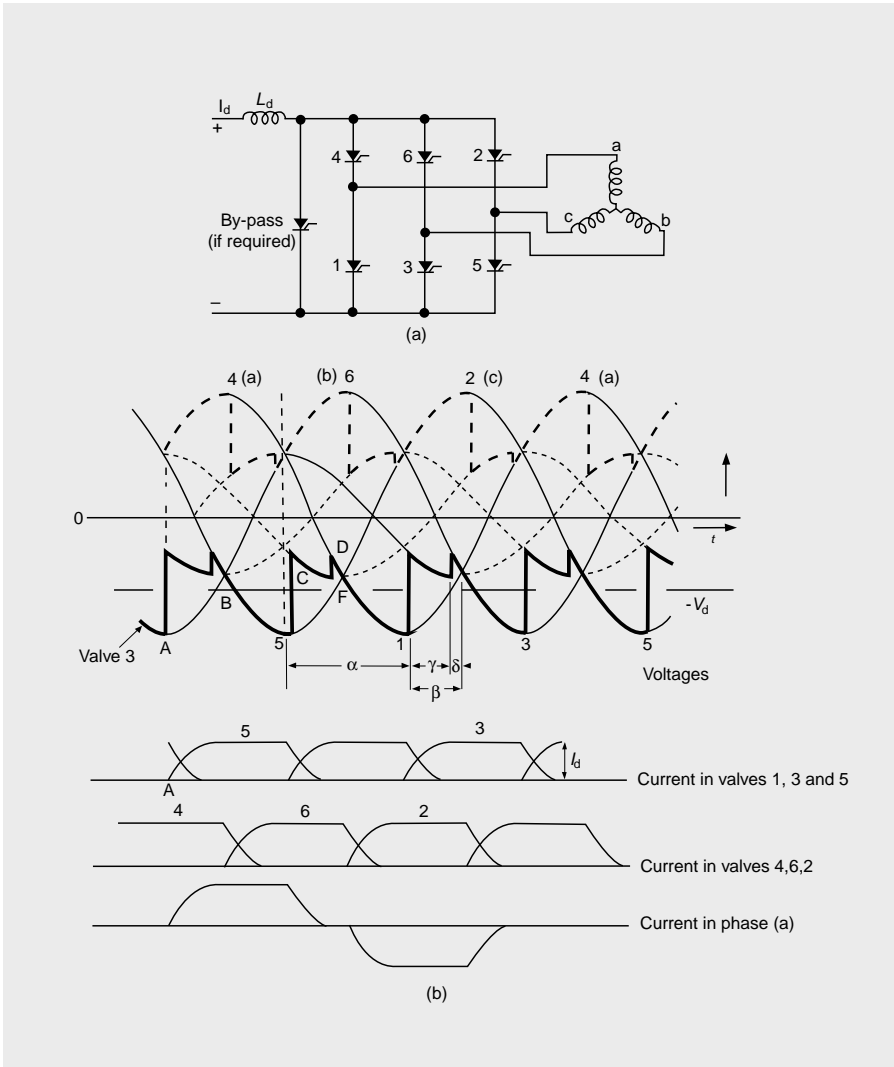 I_d L_d
+
a
4 6 2
c b
By-pass
(if required)
1 3 5
–
(a)
4 (a) (b) 6 2 (c) 4 (a)
0
t
D
C
B F -V_d
A 5 1 3 5
Valve 3
α γ δ
β
Voltages
5 3
I_d
A
Current in valves 1, 3 and 5
4 6 2
Current in valves 4,6,2
Current in phase (a)
(b)